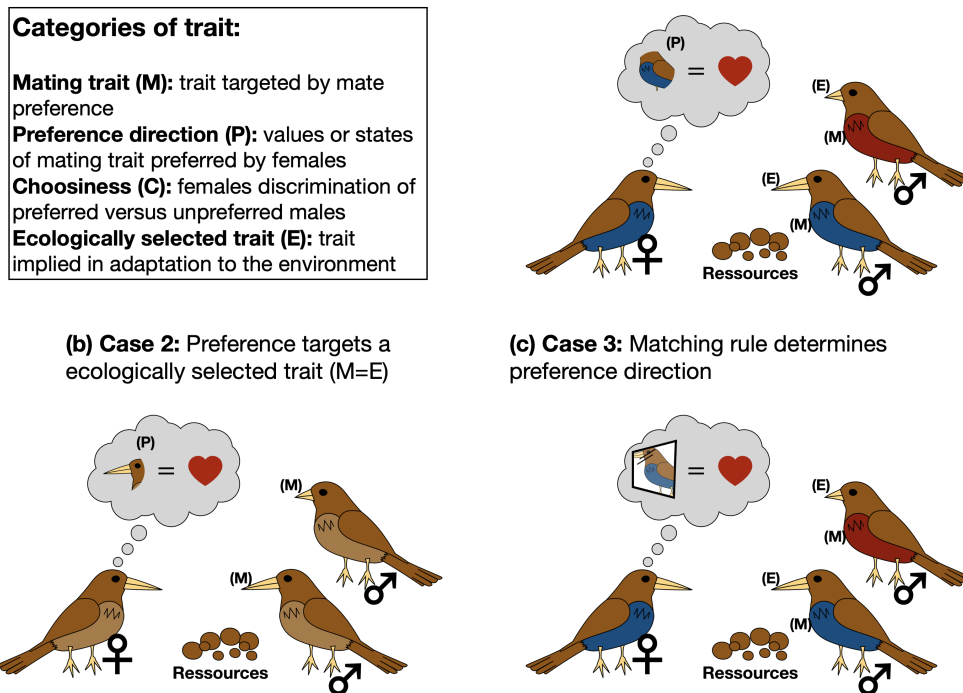 Categories of trait:
Mating trait (M): trait targeted by mate
preference
Preference direction (P): values or states
of mating trait preferred by females
Choosiness (C): females discrimination of
preferred versus unpreferred males
Ecologically selected trait (E): trait
implied in adaptation to the environment
(P)
=
(E)
(M)
(E)
(M)
♀
♂
♂
Ressources
(b) Case 2: Preference targets a
ecologically selected trait (M=E)
(P)
=
(M)
(M)
♀
♂
♂
Ressources
(c) Case 3: Matching rule determines
preference direction
=
(E)
(M)
(E)
(M)
♀
♂
♂
Ressources